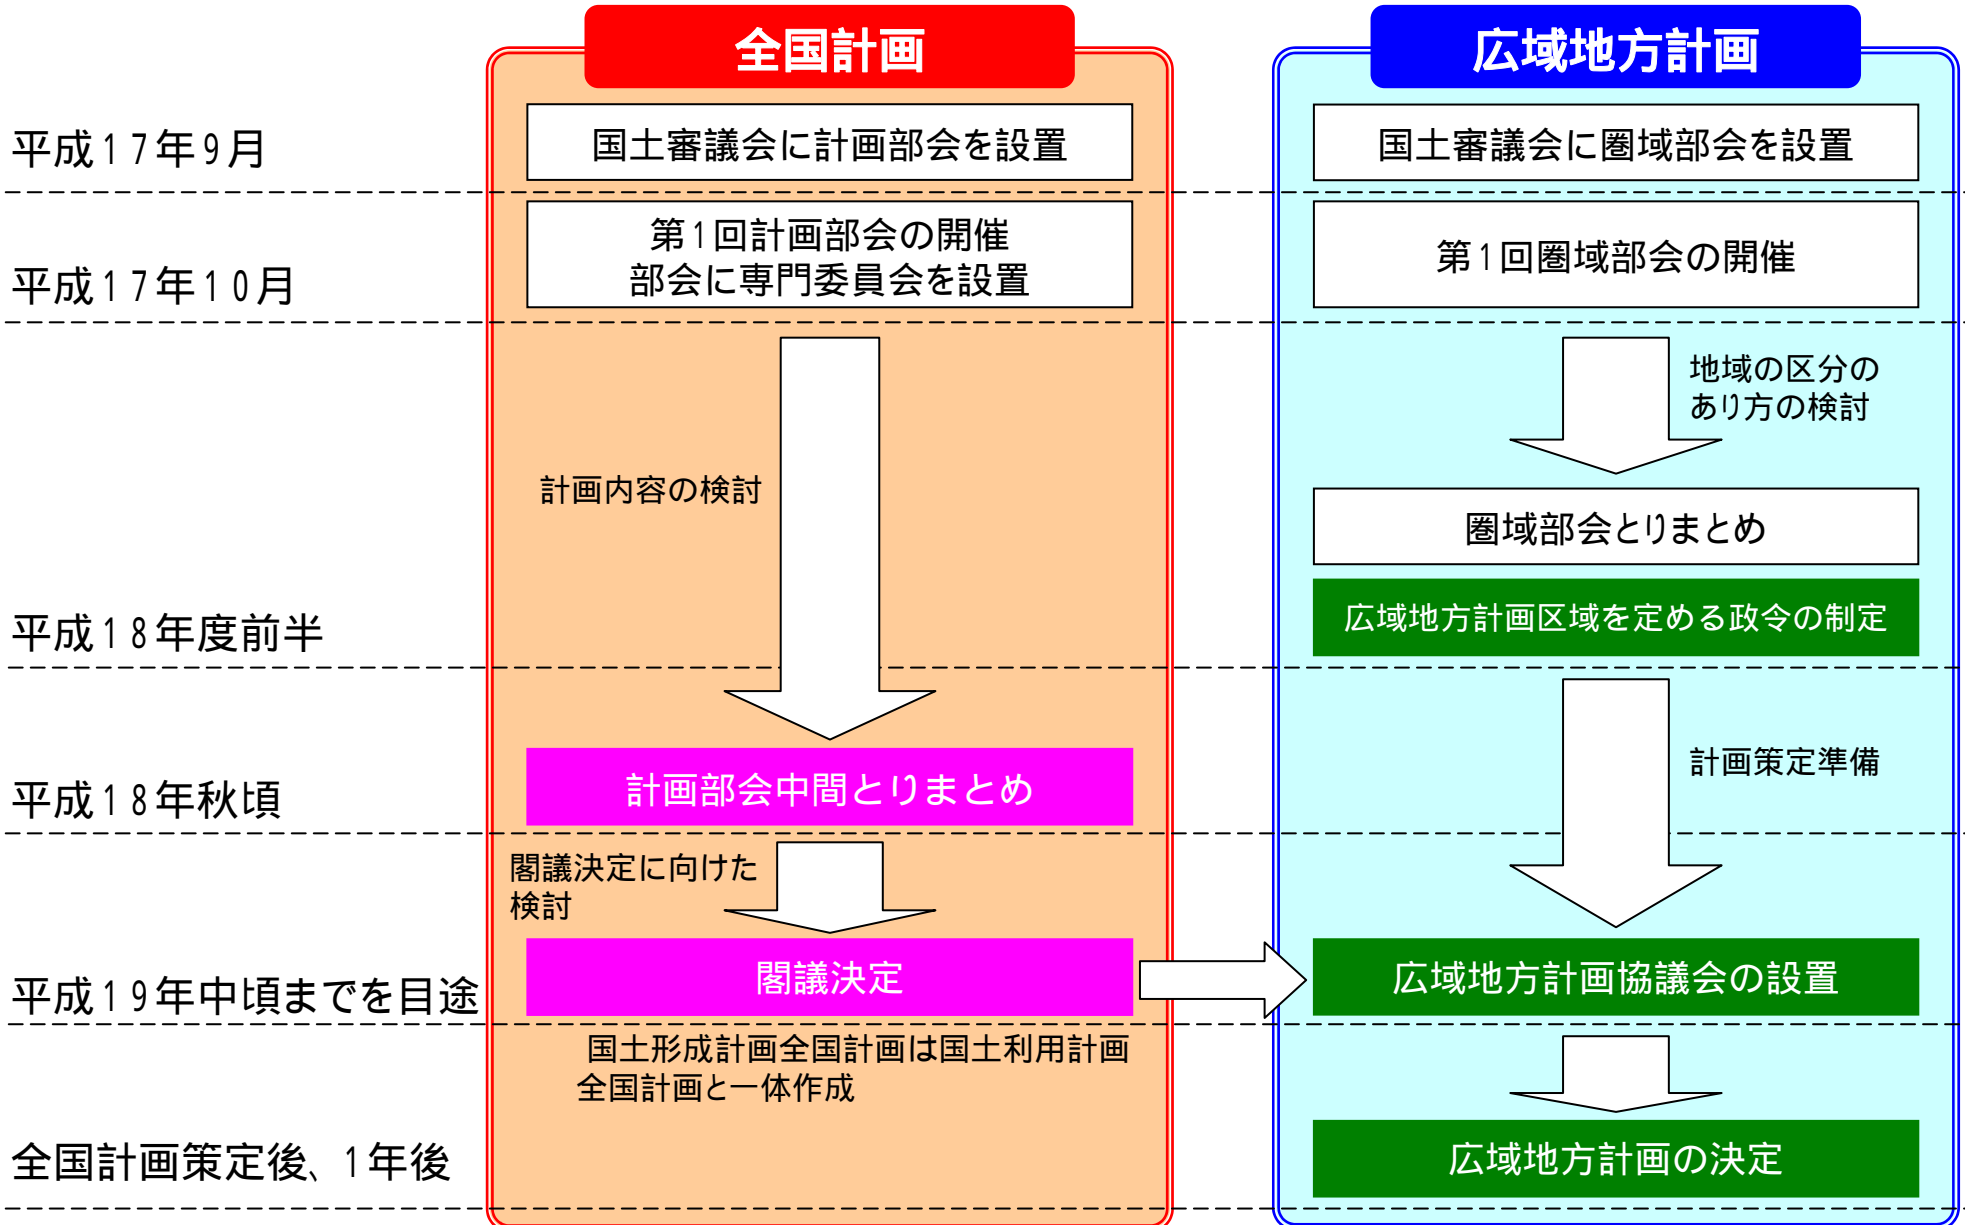 全国計画
広域地方計画
平成17年9月
国土審議会に計画部会を設置
国土審議会に圏域部会を設置
平成17年10月
第1回計画部会の開催
部会に専門委員会を設置
第1回圏域部会の開催
地域の区分の
あり方の検討
計画内容の検討
圏域部会とりまとめ
平成18年度前半
広域地方計画区域を定める政令の制定
計画策定準備
平成18年秋頃
計画部会中間とりまとめ
閣議決定に向けた
検討
平成19年中頃までを目途
閣議決定
広域地方計画協議会の設置
国土形成計画全国計画は国土利用計画
全国計画と一体作成
全国計画策定後、1年後
広域地方計画の決定